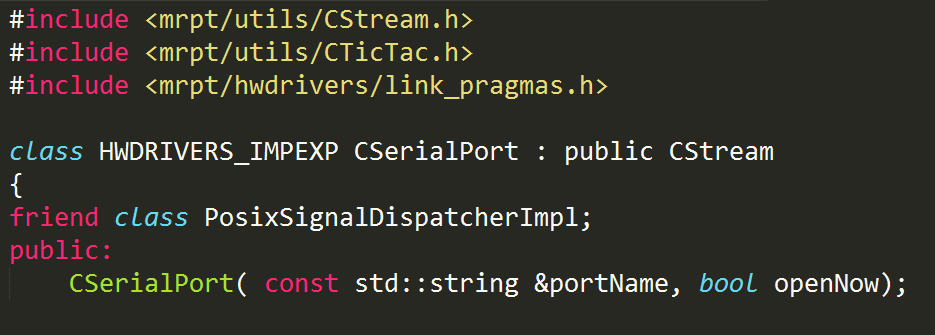 #include <mrpt/utils/CStream.h>
#include <mrpt/utils/CTicTac.h>
#include <mrpt/hwdrivers/link_pragmas.h>
class HWDRIVERS_IMPEXP CSerialPort : public CStream
{
friend class PosixSignalDispatcherImpl;
public:
CSerialPort( const std::string &portName, bool openNow);